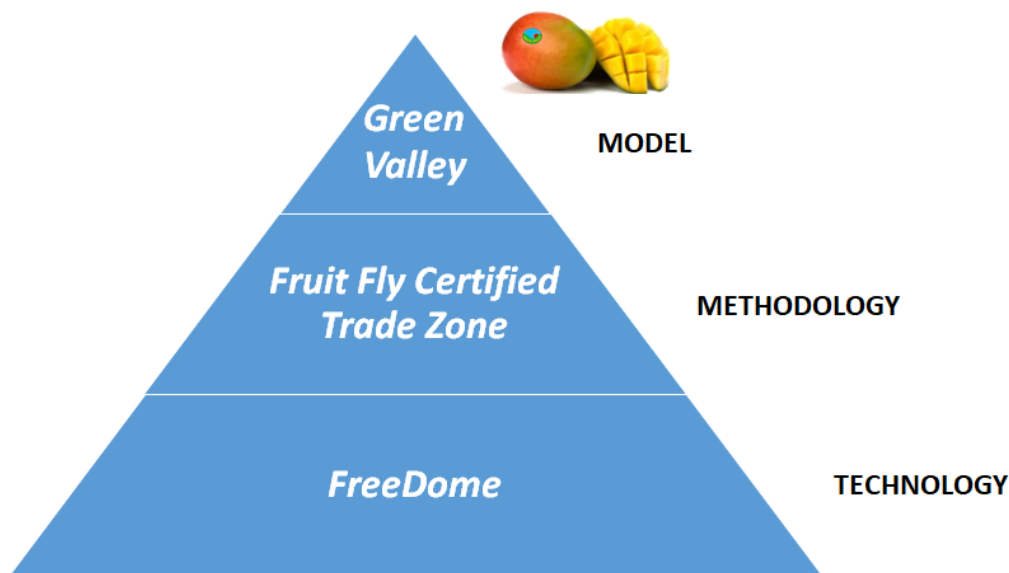 Green
Valley
MODEL
Fruit Fly Certified
Trade Zone
METHODOLOGY
FreeDome
TECHNOLOGY